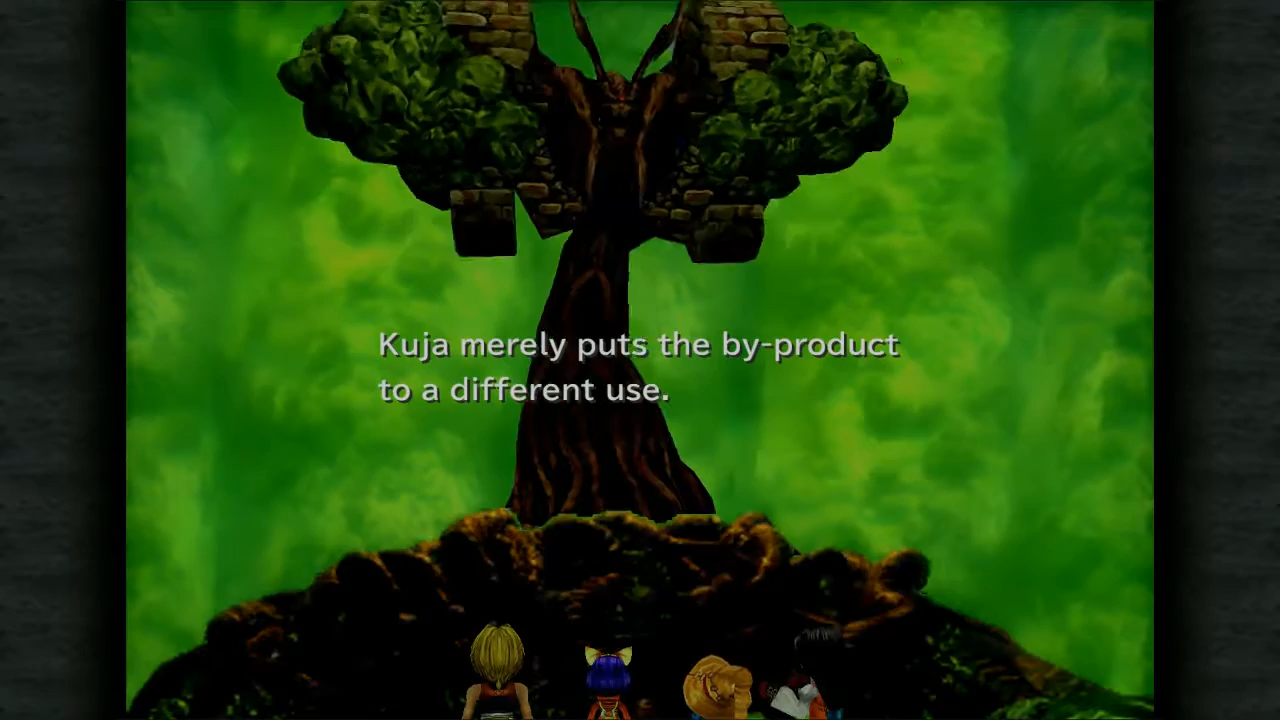 Kuja merely puts the by-product
to a different use.